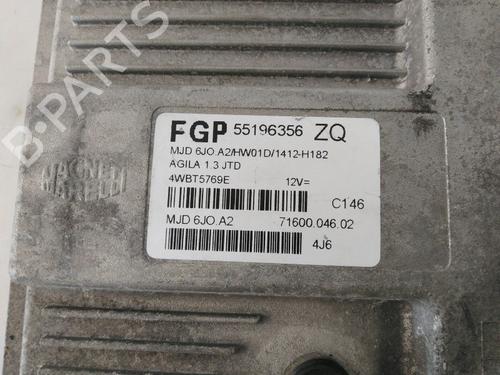 FGP 55196356 ZQ
MJD 6JO.A2/HW01D/1412-H182
AGILA 1.3 JTD
4WBT5769E 12V=
C146
MJD 6JO.A2 71600.046.02
4J6
MAGNETI
MARELLI
B-Parts